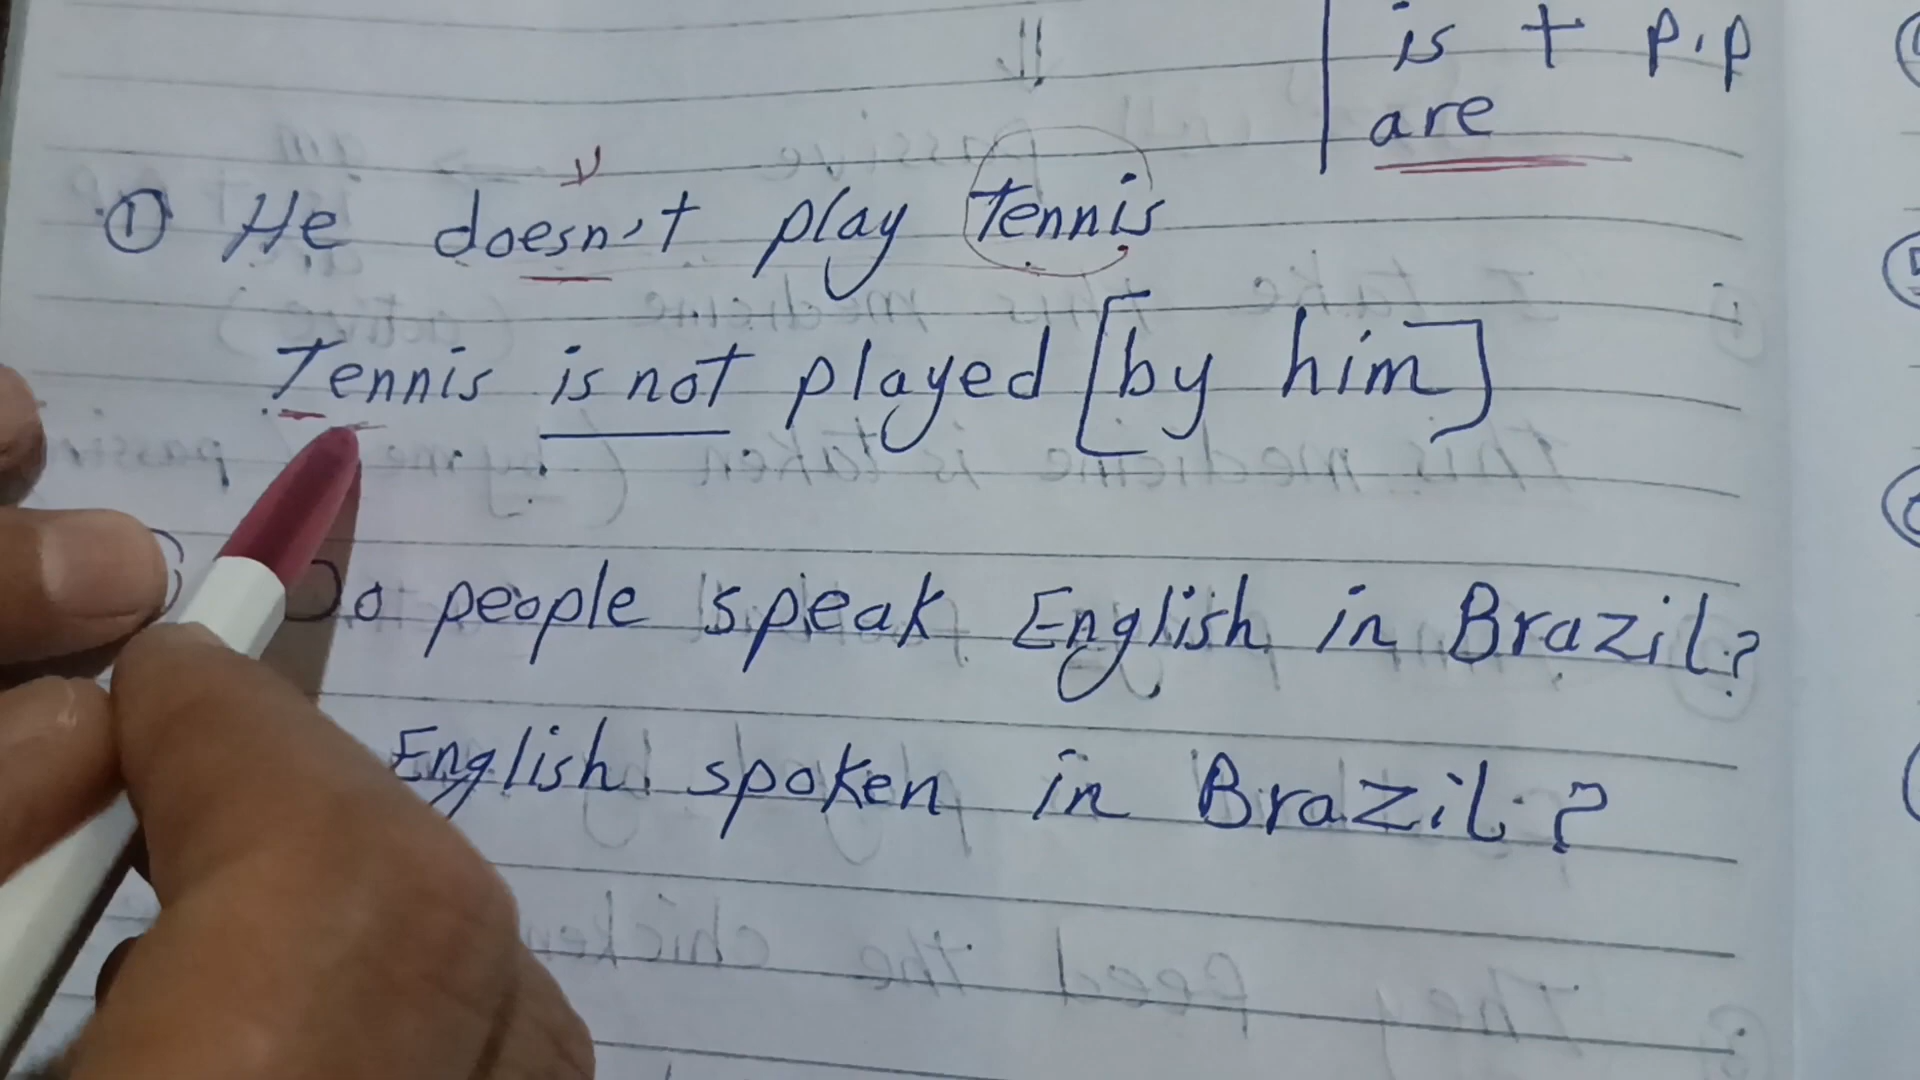 is + p.p
are
① He doesn't play Tennis
Tennis is not played [by him]
Do people speak English in Brazil?
English spoken in Brazil?